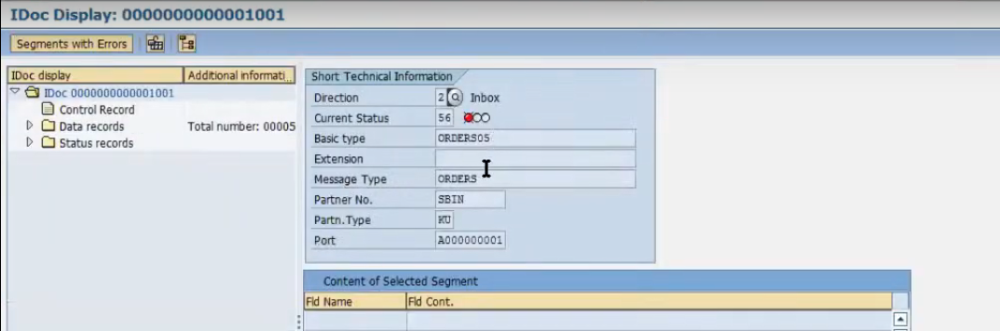 IDoc Display: 0000000000001001
Segments with Errors
IDoc display Additional informati..
IDoc 0000000000001001
Control Record
Data records Total number: 00005
Status records
Short Technical Information
Direction 2 Inbox
Current Status 56
Basic type ORDERS05
Extension
Message Type ORDERS
Partner No. SBIN
Partn.Type KU
Port A000000001
Content of Selected Segment
Fld Name Fld Cont.